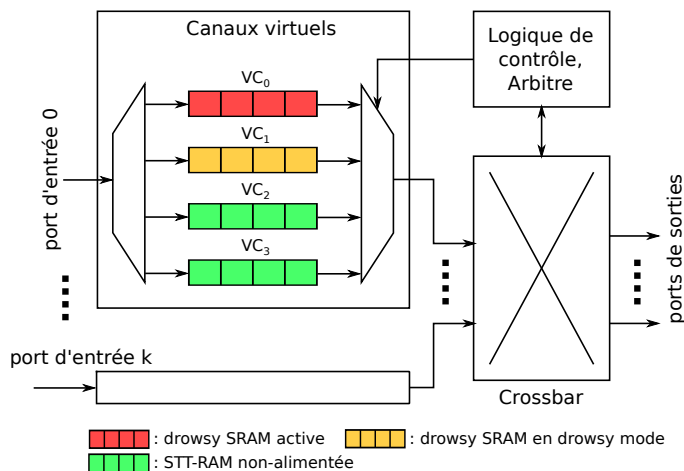 Canaux virtuels
Logique de
contrôle,
Arbitre
VC0
VC1
VC2
VC3
port d'entrée 0
ports de sorties
port d'entrée k
Crossbar
: drowsy SRAM active
: drowsy SRAM en drowsy mode
: STT-RAM non-alimentée